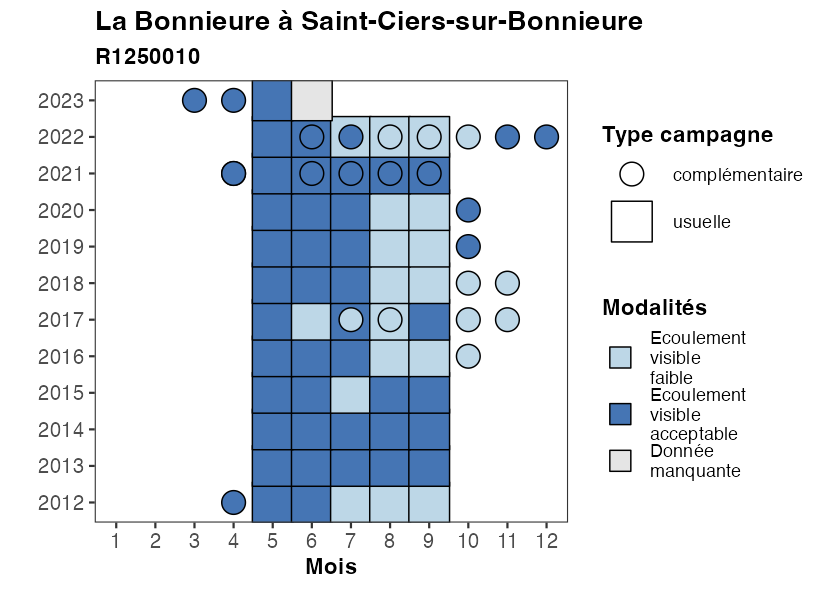 La Bonnieure à Saint-Ciers-sur-Bonnieure
R1250010
2023
2022
2021
2020
2019
2018
2017
2016
2015
2014
2013
2012
1 2 3 4 5 6 7 8 9 10 11 12
Mois
Type campagne
complémentaire
usuelle
Modalités
Ecoulement
visible
faible
Ecoulement
visible
acceptable
Donnée
manquante